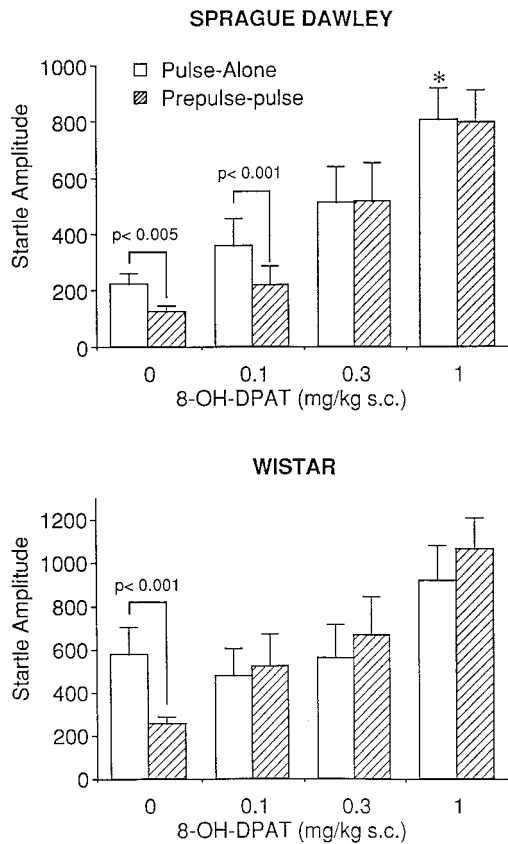 SPRAGUE DAWLEY
1000
800
600
400
200
0
Startle Amplitude
Pulse-Alone
Prepulse-pulse
*
p< 0.001
p< 0.005
0 0.1 0.3 1
8-OH-DPAT (mg/kg s.c.)
WISTAR
1200
1000
800
600
400
200
0
Startle Amplitude
p< 0.001
0 0.1 0.3 1
8-OH-DPAT (mg/kg s.c.)